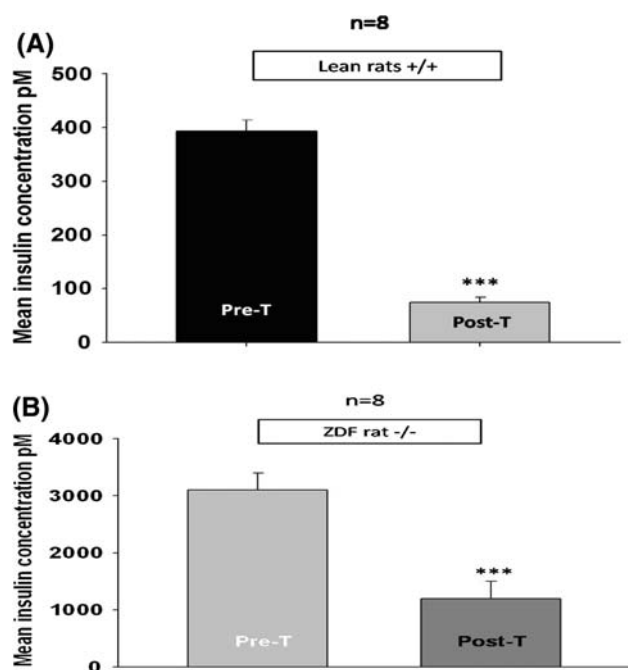 n=8
(A)
Lean rats +/+
Mean insulin concentration pM
500
400
300
200
100
0
***
Pre-T
Post-T
(B)
n=8
ZDF rat -/-
Mean insulin concentration pM
4000
3000
2000
1000
0
***
Pre-T
Post-T